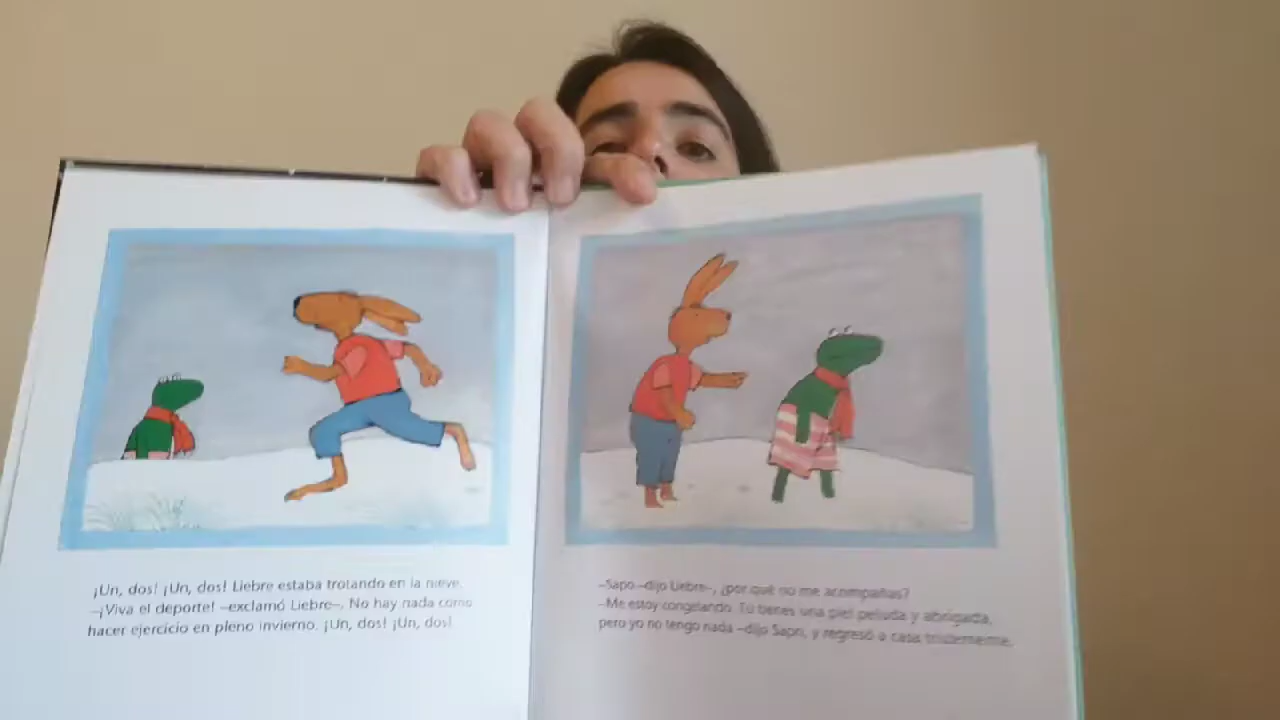 ¡Un, dos! ¡Un, dos! Liebre estaba trotando en la nieve.
–¡Viva el deporte! –exclamó Liebre–. No hay nada como
hacer ejercicio en pleno invierno. ¡Un, dos! ¡Un, dos!
–Sapo –dijo Liebre–, ¿por qué no me acompañas?
–Me estoy congelando. Tú tienes una piel peluda y abrigada,
pero yo no tengo nada –dijo Sapo, y regresó a casa tristemente.